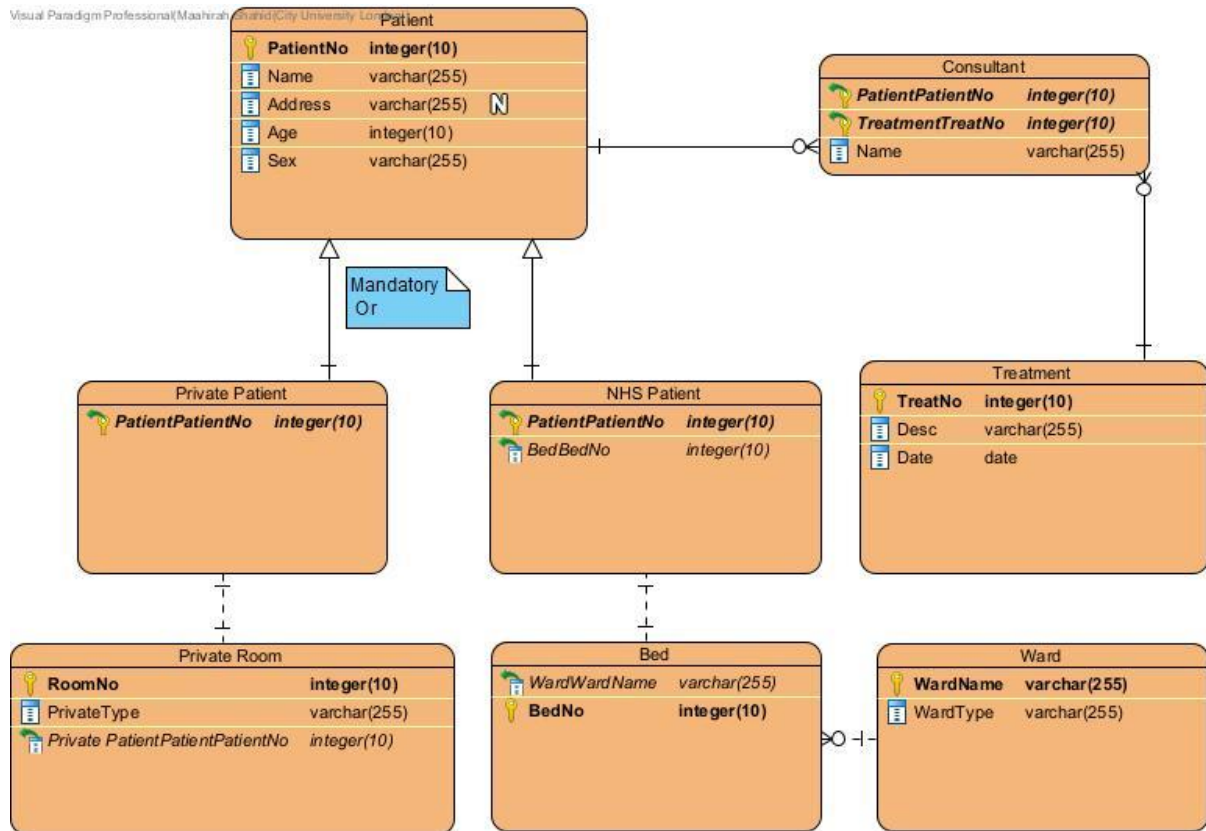 Visual Paradigm Professional(Maahirah Shahid(City University London))
Patient
PatientNo integer(10)
Name varchar(255)
Address varchar(255) N
Age integer(10)
Sex varchar(255)
Consultant
PatientPatientNo integer(10)
TreatmentTreatNo integer(10)
Name varchar(255)
Mandatory
Or
Private Patient
PatientPatientNo integer(10)
NHS Patient
PatientPatientNo integer(10)
BedBedNo integer(10)
Treatment
TreatNo integer(10)
Desc varchar(255)
Date date
Private Room
RoomNo integer(10)
PrivateType varchar(255)
Private PatientPatientPatientNo integer(10)
Bed
WardWardName varchar(255)
BedNo integer(10)
Ward
WardName varchar(255)
WardType varchar(255)